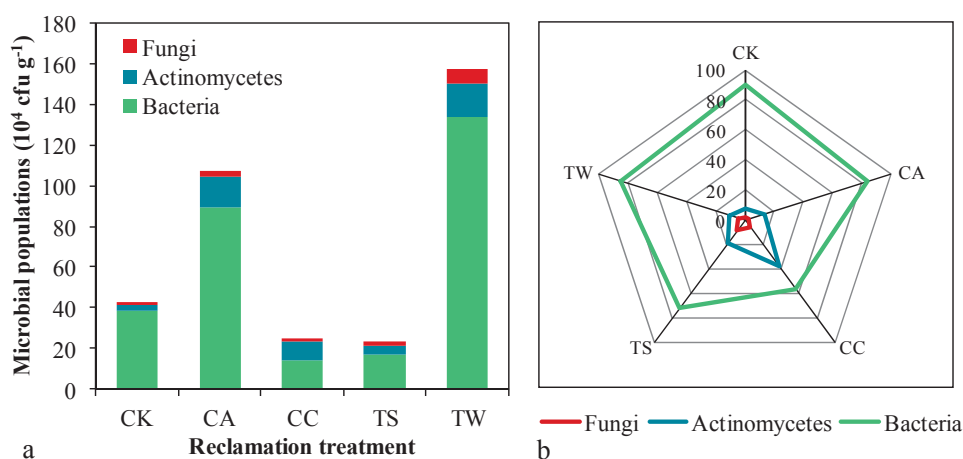 180
160
140
120
100
80
60
40
20
0
Microbial populations (10⁴ cfu g⁻¹)
Fungi
Actinomycetes
Bacteria
CK CA CC TS TW
Reclamation treatment
a
CK
100
80
60
40
20
0
TW
CA
TS
CC
Fungi Actinomycetes Bacteria
b